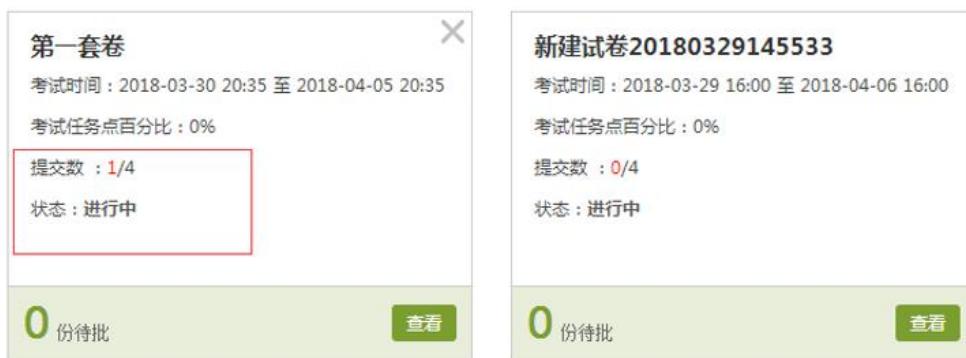 第一套卷
考试时间：2018-03-30 20:35 至 2018-04-05 20:35
考试任务点百分比：0%
提交数 ：1/4
状态：进行中
0 份待批
查看
新建试卷20180329145533
考试时间：2018-03-29 16:00 至 2018-04-06 16:00
考试任务点百分比：0%
提交数 ：0/4
状态：进行中
0 份待批
查看